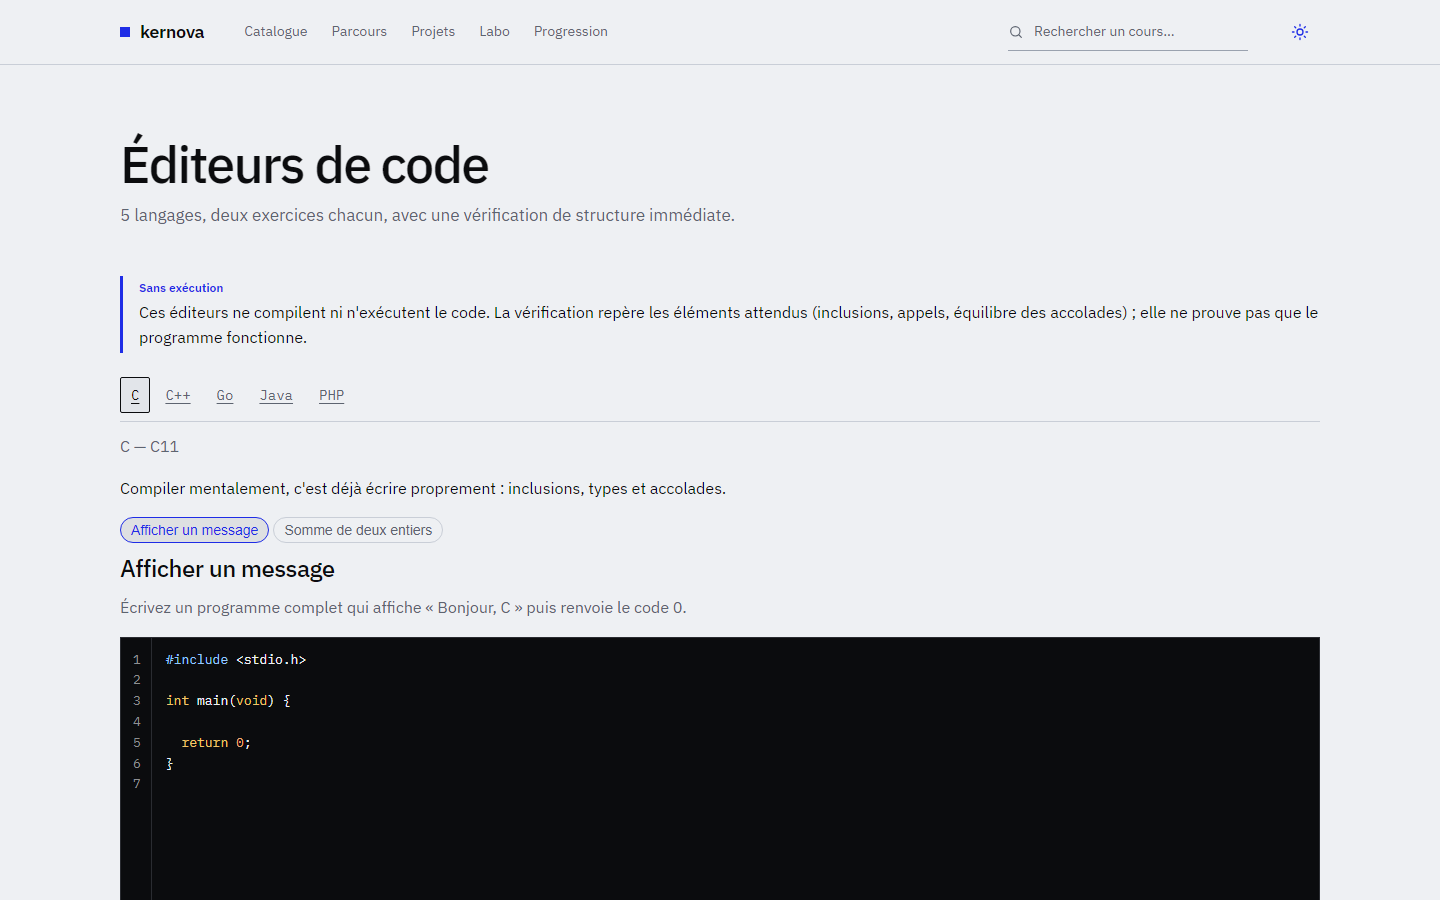 kernova
Catalogue
Parcours
Projets
Labo
Progression
Rechercher un cours...
Éditeurs de code
5 langages, deux exercices chacun, avec une vérification de structure immédiate.
Sans exécution
Ces éditeurs ne compilent ni n'exécutent le code. La vérification repère les éléments attendus (inclusions, appels, équilibre des accolades) ; elle ne prouve pas que le
programme fonctionne.
C
C++
Go
Java
PHP
C — C11
Compiler mentalement, c'est déjà écrire proprement : inclusions, types et accolades.
Afficher un message
Somme de deux entiers
Afficher un message
Écrivez un programme complet qui affiche « Bonjour, C » puis renvoie le code 0.
1 #include <stdio.h>
2
3 int main(void) {
4
5   return 0;
6 }
7